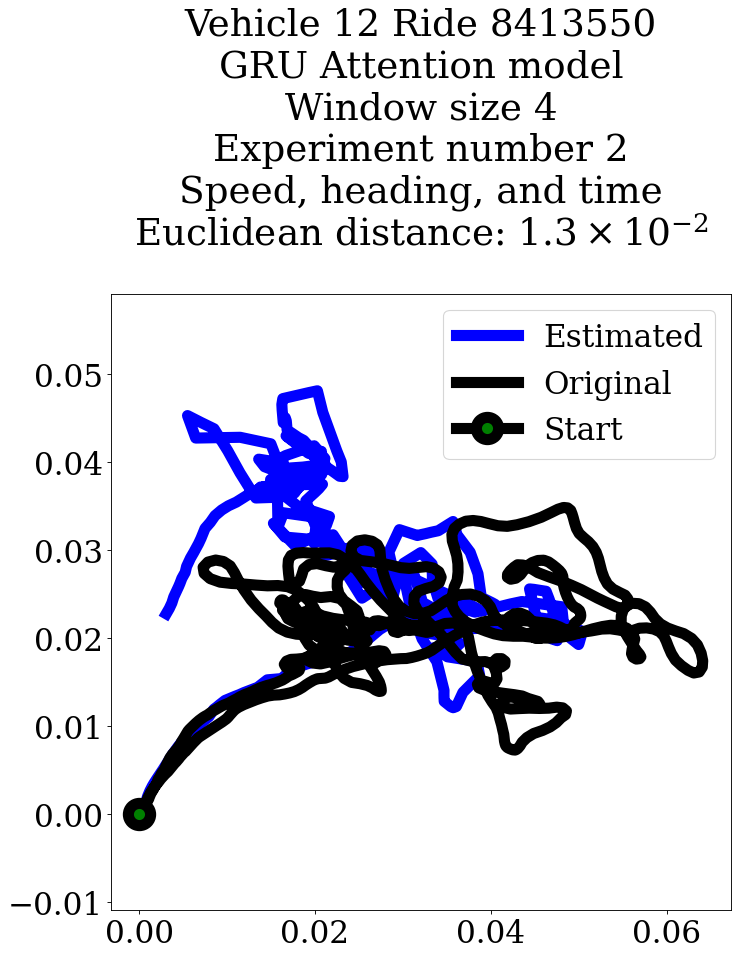 Vehicle 12 Ride 8413550
GRU Attention model
Window size 4
Experiment number 2
Speed, heading, and time
Euclidean distance: 1.3 × 10⁻²
Estimated
Original
Start
0.05
0.04
0.03
0.02
0.01
0.00
−0.01
0.00 0.02 0.04 0.06